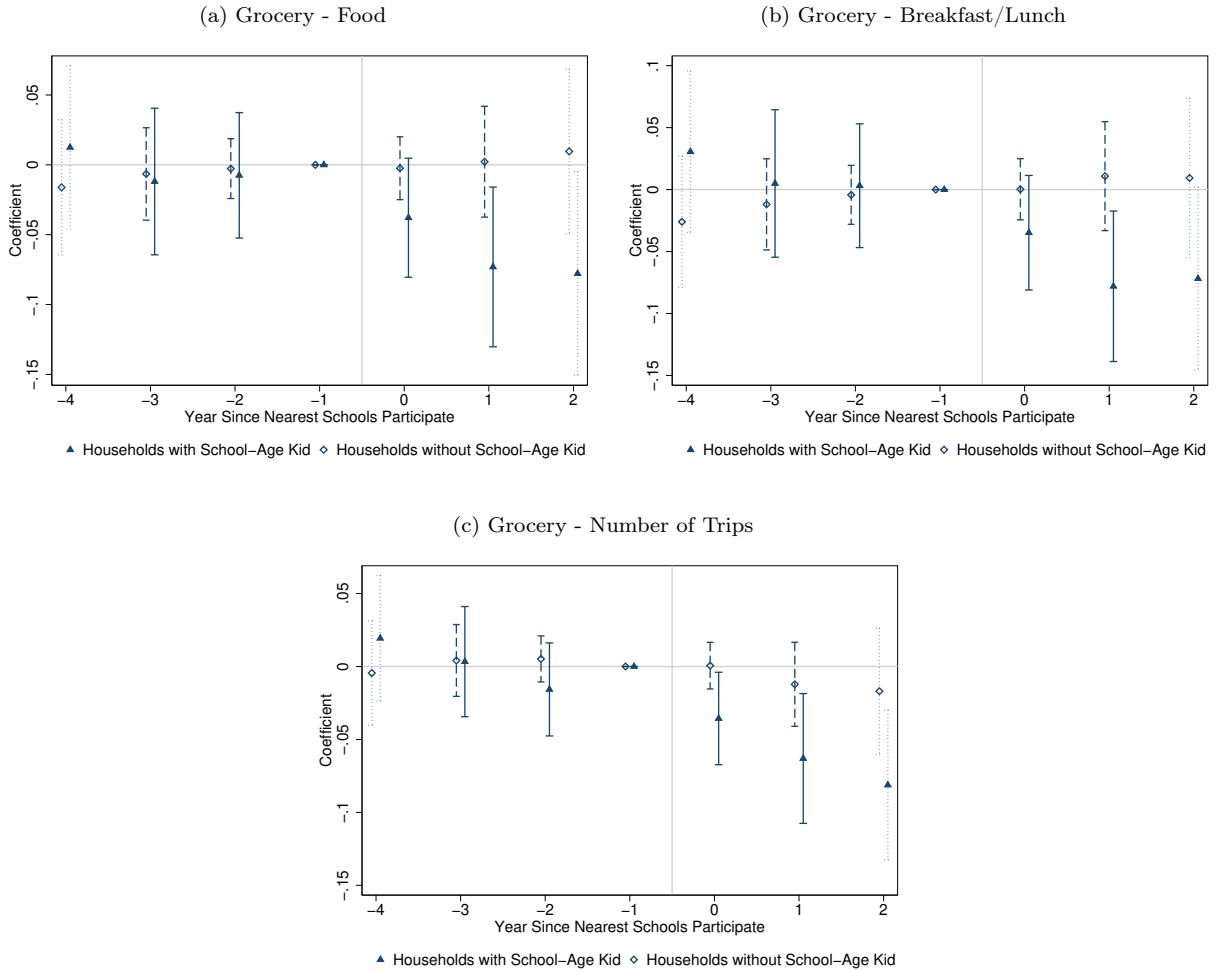 (a) Grocery - Food
Coefficient
.05
0
−.05
−.1
−.15
−4 −3 −2 −1 0 1 2
Year Since Nearest Schools Participate
Households with School−Age Kid Households without School−Age Kid
(b) Grocery - Breakfast/Lunch
Coefficient
.1
.05
0
−.05
−.1
−.15
−4 −3 −2 −1 0 1 2
Year Since Nearest Schools Participate
Households with School−Age Kid Households without School−Age Kid
(c) Grocery - Number of Trips
Coefficient
.05
0
−.05
−.1
−.15
−4 −3 −2 −1 0 1 2
Year Since Nearest Schools Participate
Households with School−Age Kid Households without School−Age Kid